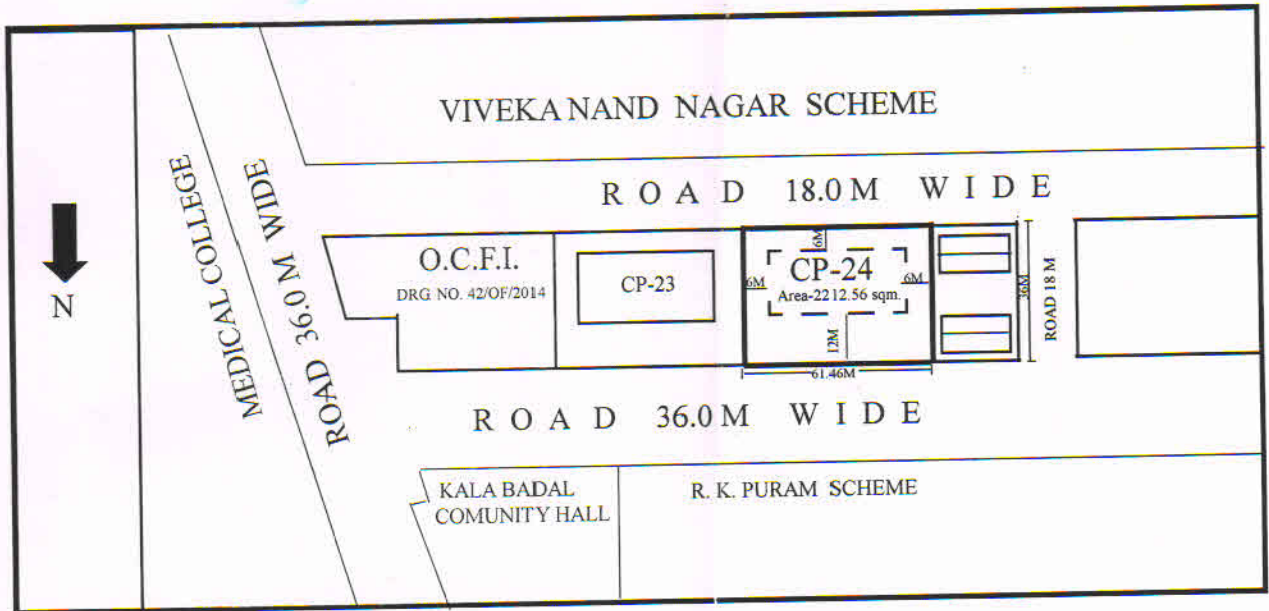 VIVEKA NAND NAGAR SCHEME
ROAD 18.0 M WIDE
MEDICAL COLLEGE
ROAD 36.0 M WIDE
N
O.C.F.I.
DRG NO. 42/OF/2014
CP-23
6M
CP-24
6M
6M
Area-2212.56 sqm.
12M
61.46M
36M
ROAD 18 M
ROAD 36.0 M WIDE
KALA BADAL
COMUNITY HALL
R. K. PURAM SCHEME